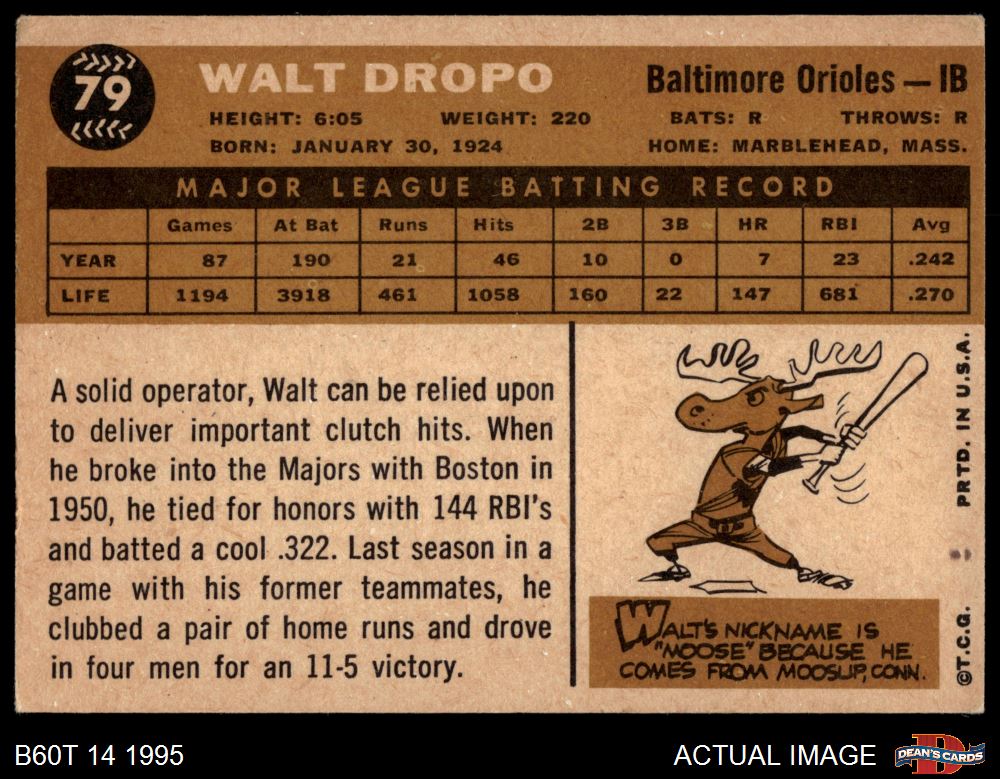 79
WALT DROPO
Baltimore Orioles — 1B
HEIGHT: 6:05 WEIGHT: 220 BATS: R THROWS: R
BORN: JANUARY 30, 1924 HOME: MARBLEHEAD, MASS.
MAJOR LEAGUE BATTING RECORD
Games At Bat Runs Hits 2B 3B HR RBI Avg
YEAR 87 190 21 46 10 0 7 23 .242
LIFE 1194 3918 461 1058 160 22 147 681 .270
A solid operator, Walt can be relied upon
to deliver important clutch hits. When
he broke into the Majors with Boston in
1950, he tied for honors with 144 RBI's
and batted a cool .322. Last season in a
game with his former teammates, he
clubbed a pair of home runs and drove
in four men for an 11-5 victory.
WALT'S NICKNAME IS
"MOOSE" BECAUSE HE
COMES FROM MOOSUP, CONN.
©T.C.G. PRTD. IN U.S.A.
B60T 14 1995
ACTUAL IMAGE
DEAN'S CARDS